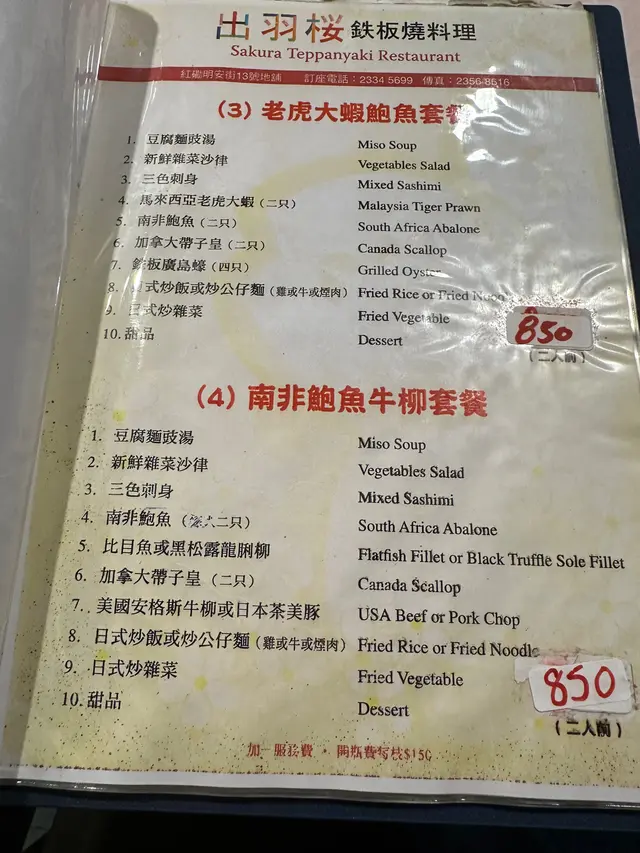 出羽桜 鉄板燒料理
Sakura Teppanyaki Restaurant
紅磡明安街13號地舖 訂座電話：2334 5699 傳真：2356 8616
(3) 老虎大蝦鮑魚套餐
1. 豆腐麵豉湯 Miso Soup
2. 新鮮雜菜沙律 Vegetables Salad
3. 三色刺身 Mixed Sashimi
4. 馬來西亞老虎大蝦（二只） Malaysia Tiger Prawn
5. 南非鮑魚（二只） South Africa Abalone
6. 加拿大帶子皇（二只） Canada Scallop
7. 鉄板廣島蠔（四只） Grilled Oyster
8. 日式炒飯或炒公仔麵（雞或牛或煙肉） Fried Rice or Fried Noo
9. 日式炒雜菜 Fried Vegetable
10. 甜品 Dessert
850
（二人前）
(4) 南非鮑魚牛柳套餐
1. 豆腐麵豉湯 Miso Soup
2. 新鮮雜菜沙律 Vegetables Salad
3. 三色刺身 Mixed Sashimi
4. 南非鮑魚（二只） South Africa Abalone
5. 比目魚或黑松露龍脷柳 Flatfish Fillet or Black Truffle Sole Fillet
6. 加拿大帶子皇（二只） Canada Scallop
7. 美國安格斯牛柳或日本茶美豚 USA Beef or Pork Chop
8. 日式炒飯或炒公仔麵（雞或牛或煙肉） Fried Rice or Fried Noodle
9. 日式炒雜菜 Fried Vegetable
10. 甜品 Dessert
850
（二人前）
加一服務費 · 開瓶費每枝$150